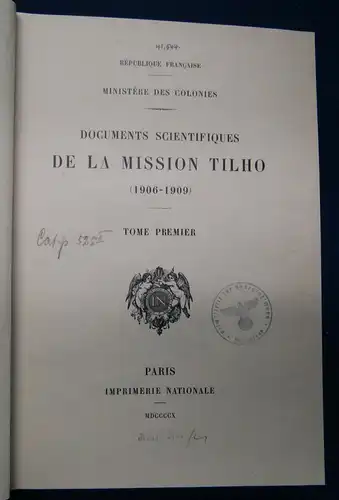 RÉPUBLIQUE FRANÇAISE
MINISTÈRE DES COLONIES
DOCUMENTS SCIENTIFIQUES
DE LA MISSION TILHO
(1906-1909)
TOME PREMIER
PARIS
IMPRIMERIE NATIONALE
MDCCCCX